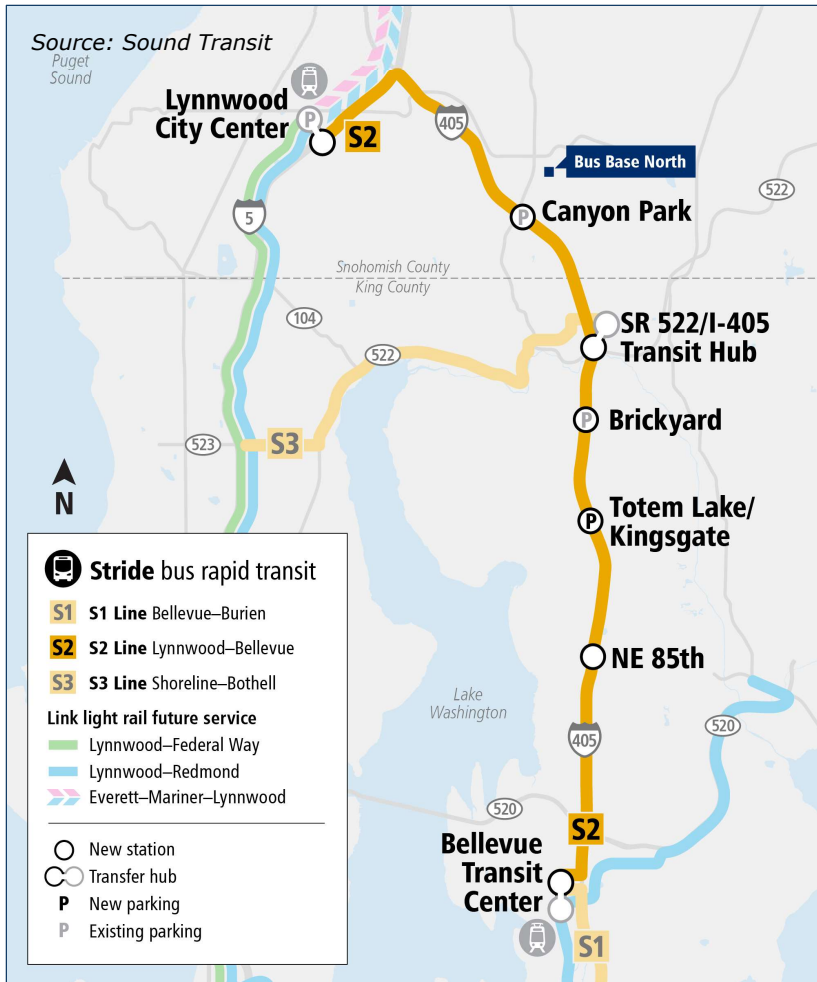 Source: Sound Transit
Puget
Sound
Lynnwood
City Center
P
S2
405
Bus Base North
522
5
P
Canyon Park
Snohomish County
King County
104
SR 522/I-405
Transit Hub
522
P
Brickyard
523
S3
N
P
Totem Lake/
Kingsgate
NE 85th
Lake
Washington
405
520
520
S2
Bellevue
Transit
Center
S1
Stride bus rapid transit
S1 S1 Line Bellevue–Burien
S2 S2 Line Lynnwood–Bellevue
S3 S3 Line Shoreline–Bothell
Link light rail future service
Lynnwood–Federal Way
Lynnwood–Redmond
Everett–Mariner–Lynnwood
New station
Transfer hub
P New parking
P Existing parking